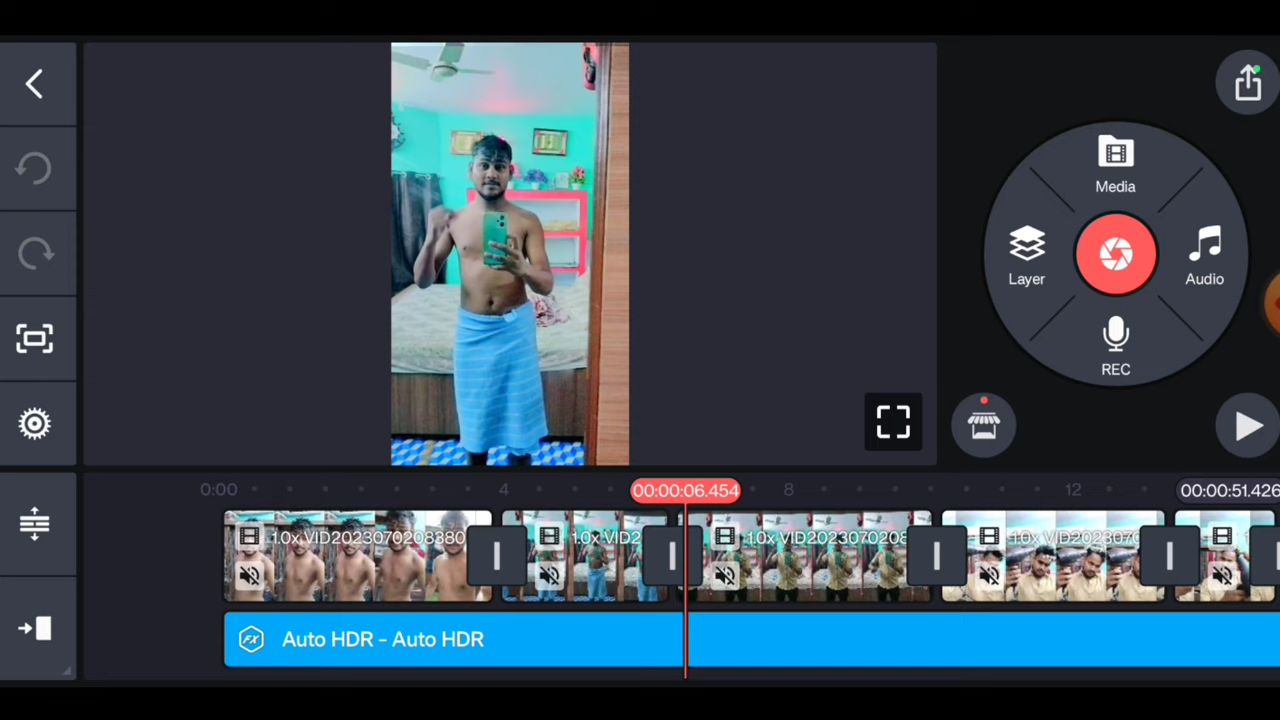 Media
Layer
Audio
REC
0:00
4
00:00:06.454
8
12
00:00:51.426
1.0x VID2023070208380
1.0x VID2
1.0x VID2023070208
1.0x VID202307
Auto HDR - Auto HDR